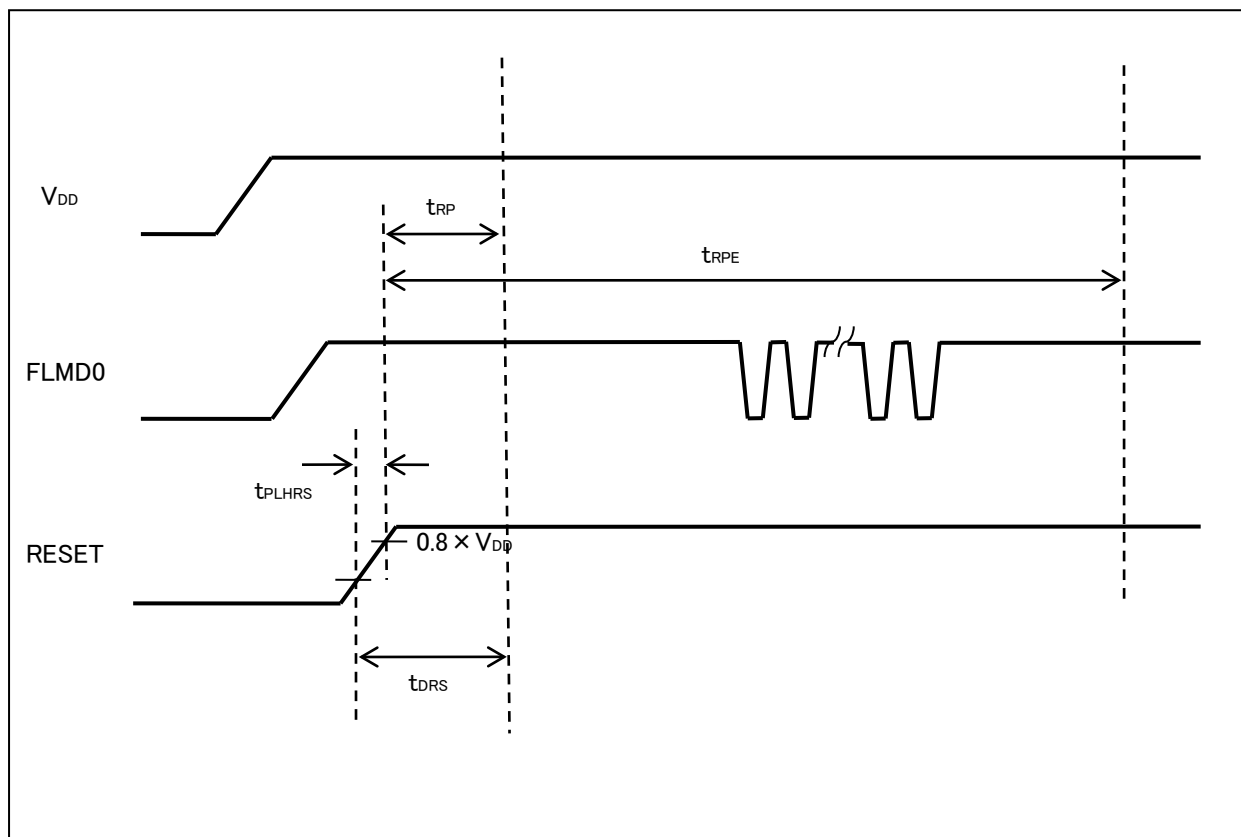 VDD
tRP
tRPE
FLMD0
tPLHRS
0.8 × VDD
RESET
tDRS